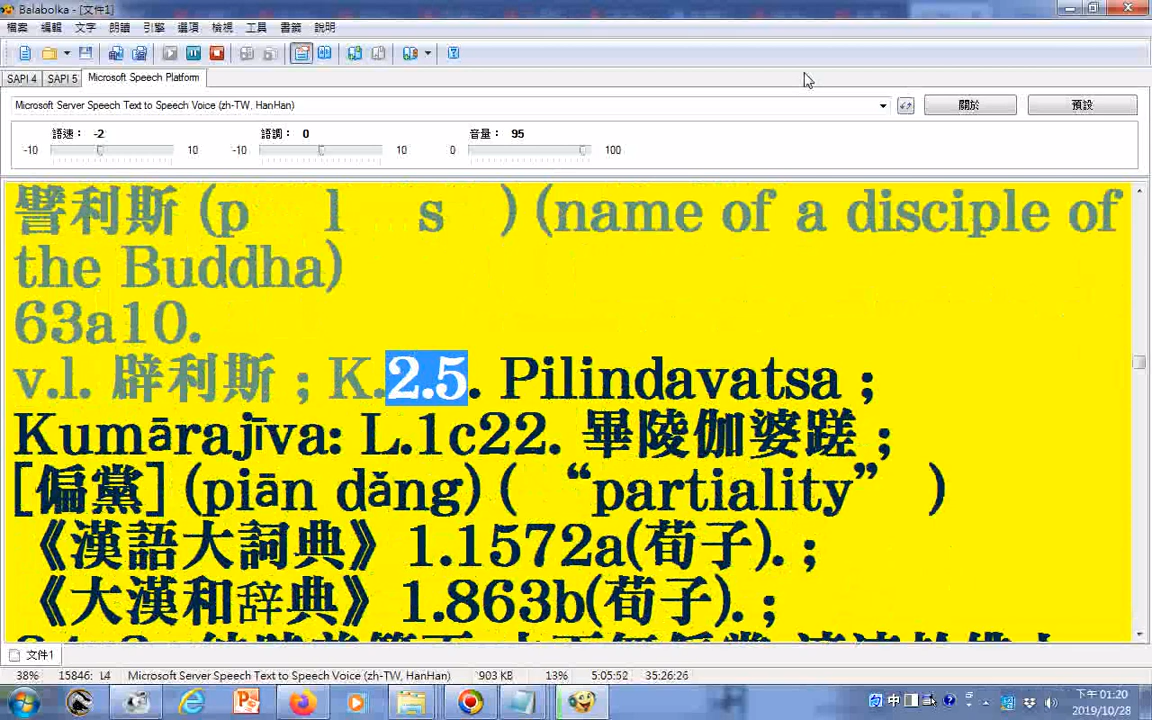 Balabolka - [文件1]
檔案 編輯 文字 朗讀 引擎 選項 檢視 工具 書籤 說明
SAPI 4 SAPI 5 Microsoft Speech Platform
Microsoft Server Speech Text to Speech Voice (zh-TW, HanHan) 關於 預設
語速： -2 語調： 0 音量： 95
-10 10 -10 10 0 100
譬利斯 (p l s ) (name of a disciple of
the Buddha)
63a10.
v.l. 辟利斯 ; K.2.5. Pilindavatsa ;
Kumārajīva: L.1c22. 畢陵伽婆蹉 ;
[偏黨] (piān dǎng) ( “partiality” )
《漢語大詞典》 1.1572a(荀子). ;
《大漢和辞典》 1.863b(荀子). ;
文件1
38% 15846: L4 Microsoft Server Speech Text to Speech Voice (zh-TW, HanHan) 903 KB 13% 5:05:52 35:26:26
中 下午 01:20
2019/10/28